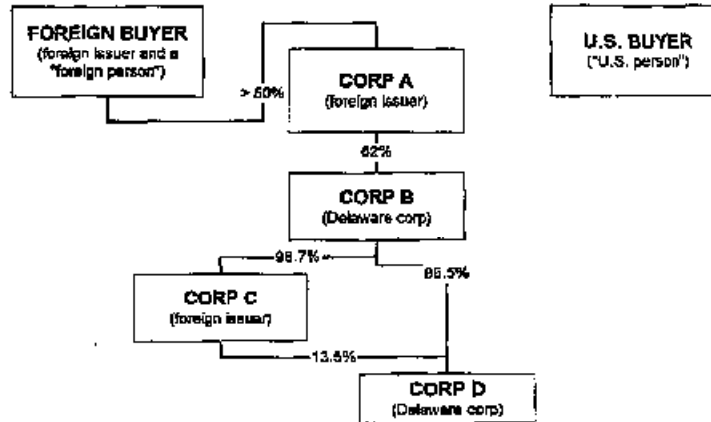 FOREIGN BUYER
(foreign issuer and a
"foreign person")
U.S. BUYER
("U.S. person")
> 50%
CORP A
(foreign issuer)
62%
CORP B
(Delaware corp)
98.7%
86.5%
CORP C
(foreign issuer)
13.5%
CORP D
(Delaware corp)